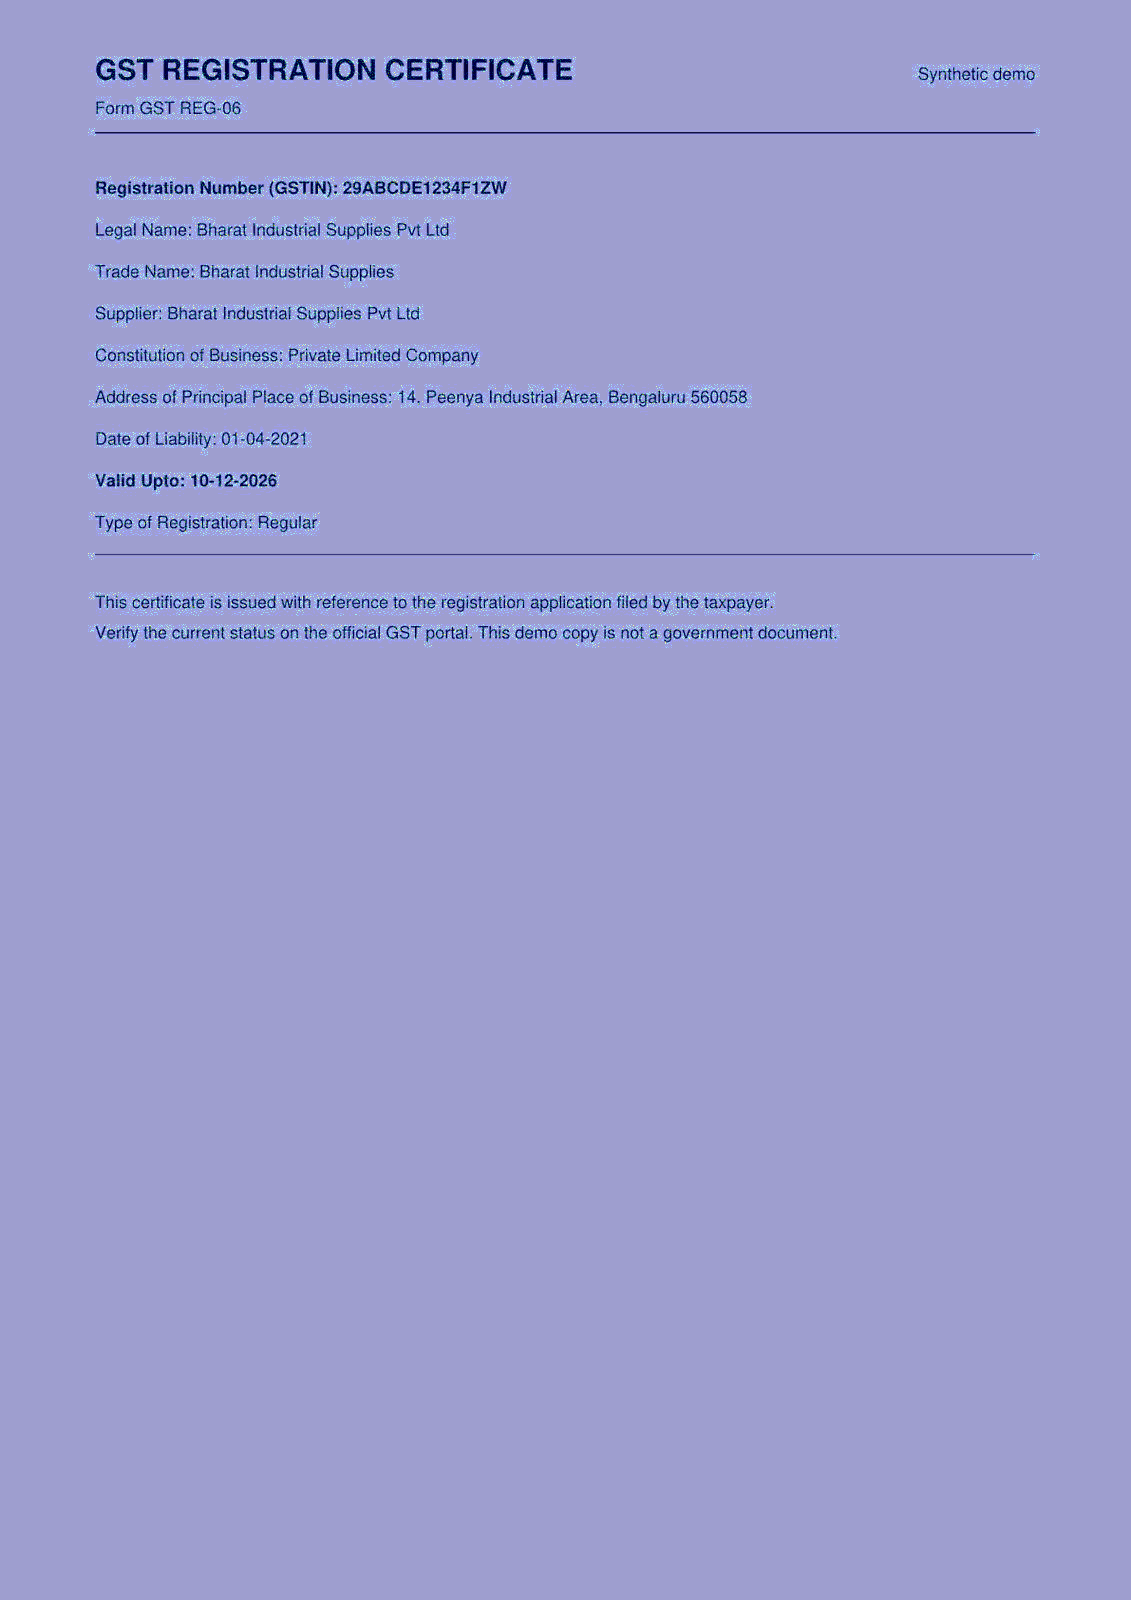 GST REGISTRATION CERTIFICATE
Synthetic demo
Form GST REG-06
Registration Number (GSTIN): 29ABCDE1234F1ZW
Legal Name: Bharat Industrial Supplies Pvt Ltd
Trade Name: Bharat Industrial Supplies
Supplier: Bharat Industrial Supplies Pvt Ltd
Constitution of Business: Private Limited Company
Address of Principal Place of Business: 14. Peenya Industrial Area, Bengaluru 560058
Date of Liability: 01-04-2021
Valid Upto: 10-12-2026
Type of Registration: Regular
This certificate is issued with reference to the registration application filed by the taxpayer.
Verify the current status on the official GST portal. This demo copy is not a government document.